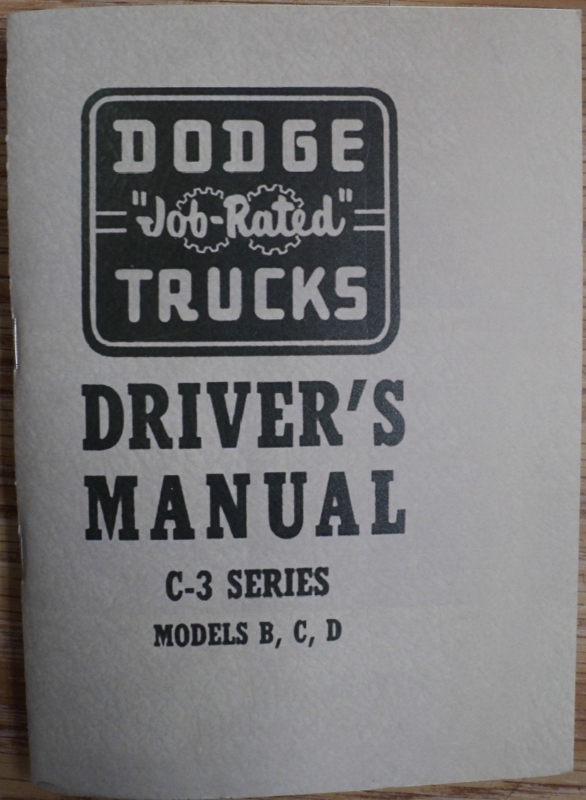 DODGE
"Job-Rated"
TRUCKS
DRIVER'S
MANUAL
C-3 SERIES
MODELS B, C, D